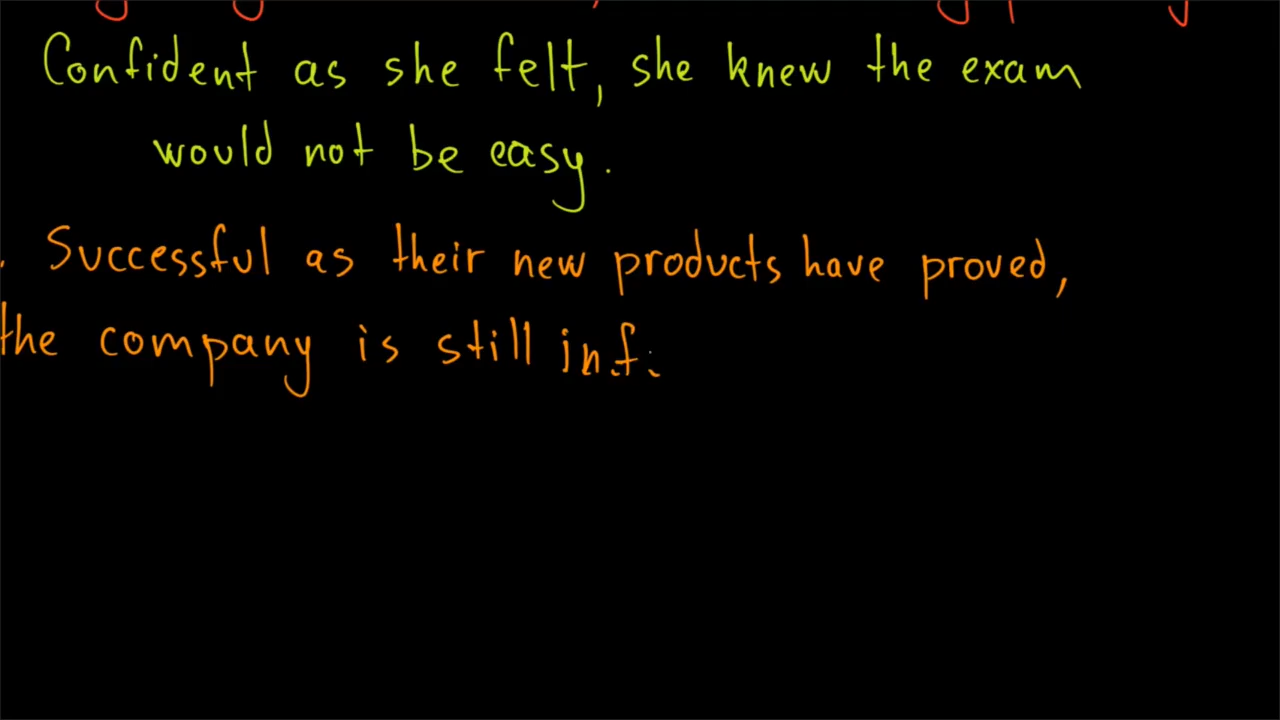 Confident as she felt, she knew the exam
would not be easy.
. Successful as their new products have proved,
the company is still in.f.